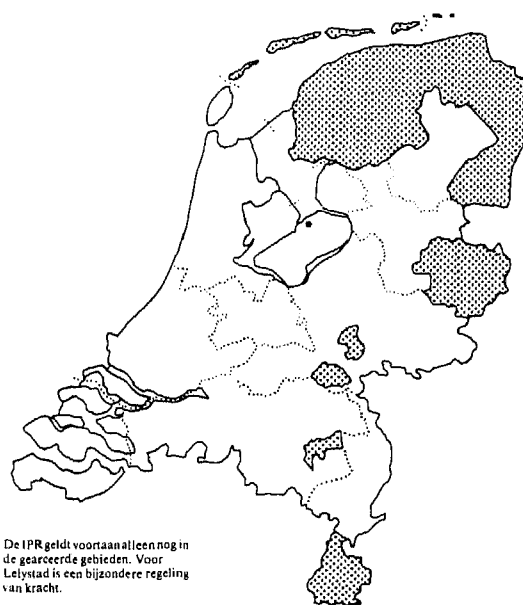 De IPR geldt voortaan alleen nog in
de gearceerde gebieden. Voor
Lelystad is een bijzondere regeling
van kracht.